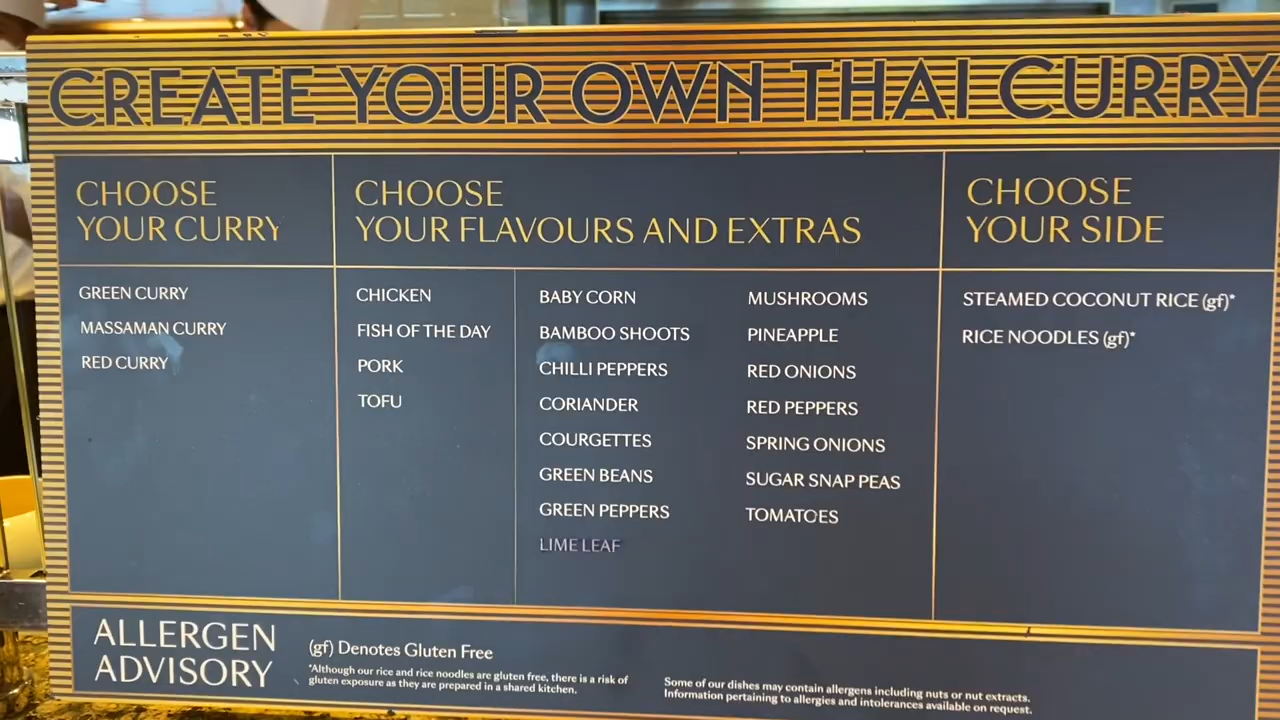 CREATE YOUR OWN THAI CURRY
CHOOSE
YOUR CURRY
GREEN CURRY
MASSAMAN CURRY
RED CURRY
CHOOSE
YOUR FLAVOURS AND EXTRAS
CHICKEN
FISH OF THE DAY
PORK
TOFU
BABY CORN
BAMBOO SHOOTS
CHILLI PEPPERS
CORIANDER
COURGETTES
GREEN BEANS
GREEN PEPPERS
LIME LEAF
MUSHROOMS
PINEAPPLE
RED ONIONS
RED PEPPERS
SPRING ONIONS
SUGAR SNAP PEAS
TOMATOES
CHOOSE
YOUR SIDE
STEAMED COCONUT RICE (gf)*
RICE NOODLES (gf)*
ALLERGEN
ADVISORY
(gf) Denotes Gluten Free
*Although our rice and rice noodles are gluten free, there is a risk of
gluten exposure as they are prepared in a shared kitchen.
Some of our dishes may contain allergens including nuts or nut extracts.
Information pertaining to allergies and intolerances available on request.